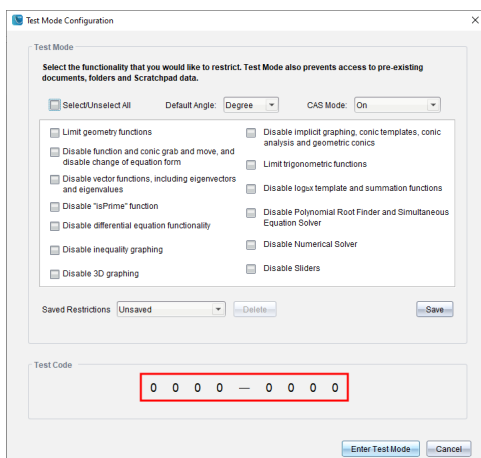 Test Mode Configuration
Test Mode
Select the functionality that you would like to restrict. Test Mode also prevents access to pre-existing
documents, folders and Scratchpad data.
Select/Unselect All Default Angle: Degree CAS Mode: On
Limit geometry functions
Disable function and conic grab and move, and
disable change of equation form
Disable vector functions, including eigenvectors
and eigenvalues
Disable "isPrime" function
Disable differential equation functionality
Disable inequality graphing
Disable 3D graphing
Disable implicit graphing, conic templates, conic
analysis and geometric conics
Limit trigonometric functions
Disable logbx template and summation functions
Disable Polynomial Root Finder and Simultaneous
Equation Solver
Disable Numerical Solver
Disable Sliders
Saved Restrictions Unsaved Delete Save
Test Code
0 0 0 0 — 0 0 0 0
Enter Test Mode Cancel